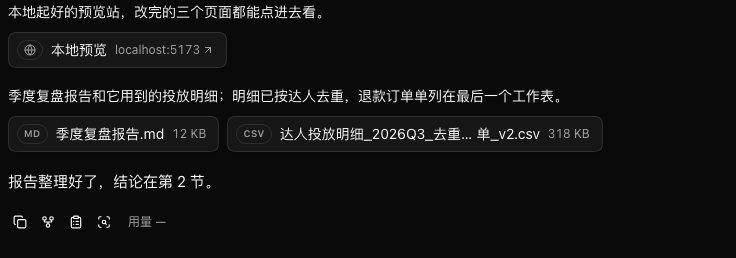 本地起好的预览站，改完的三个页面都能点进去看。
本地预览 localhost:5173 ↗
季度复盘报告和它用到的投放明细；明细已按达人去重，退款订单单列在最后一个工作表。
MD 季度复盘报告.md 12 KB CSV 达人投放明细_2026Q3_去重... 单_v2.csv 318 KB
报告整理好了，结论在第 2 节。
用量 —